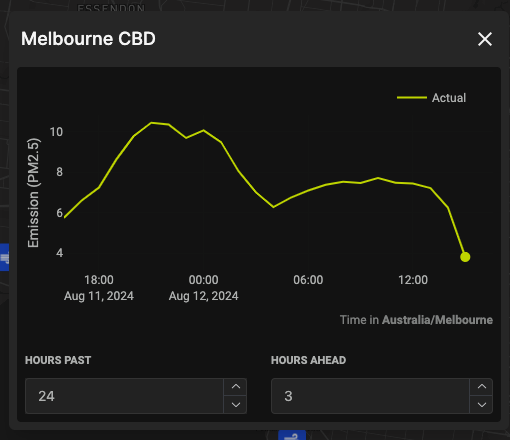 ESSENDON
Melbourne CBD
Actual
Emission (PM2.5)
10
8
6
4
18:00
Aug 11, 2024
00:00
Aug 12, 2024
06:00
12:00
Time in Australia/Melbourne
HOURS PAST
HOURS AHEAD
24
3